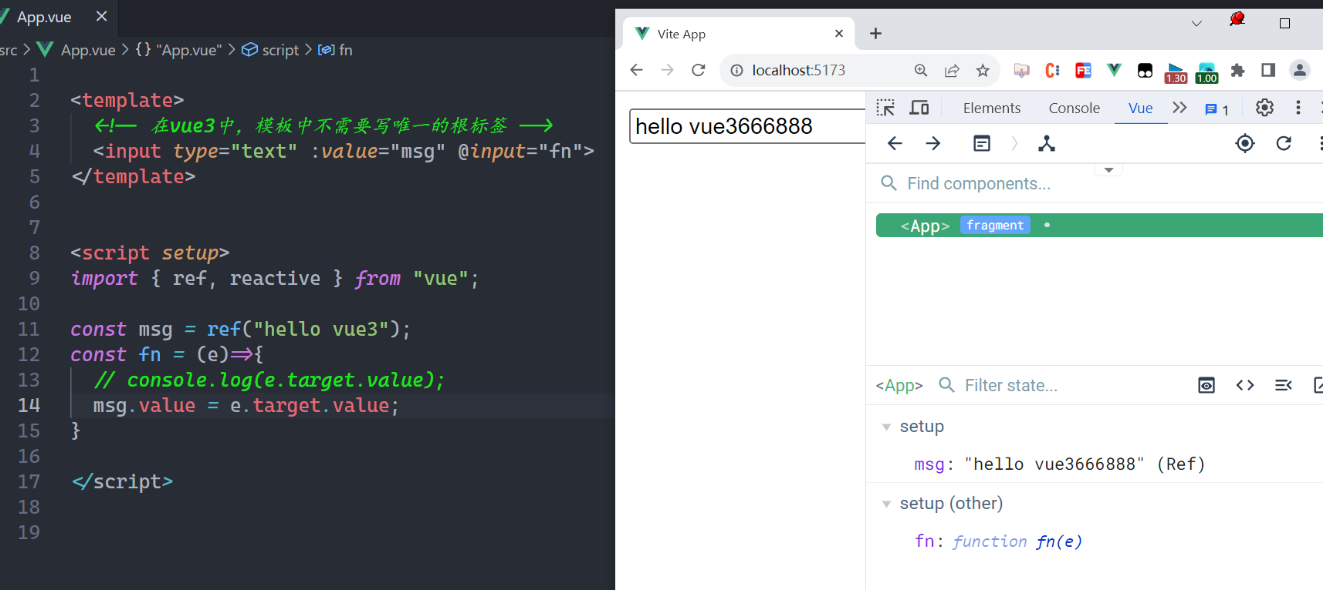 App.vue
src > App.vue > {} "App.vue" > script > fn
1
2 <template>
3 <!-- 在vue3中, 模板中不需要写唯一的根标签 -->
4 <input type="text" :value="msg" @input="fn">
5 </template>
6
7
8 <script setup>
9 import { ref, reactive } from "vue";
10
11 const msg = ref("hello vue3");
12 const fn = (e)=>{
13 // console.log(e.target.value);
14 msg.value = e.target.value;
15 }
16
17 </script>
18
19
Vite App
localhost:5173
1.30 1.00
hello vue3666888
Elements Console Vue 1
Find components...
<App> fragment
<App> Filter state...
setup
msg: "hello vue3666888" (Ref)
setup (other)
fn: function fn(e)